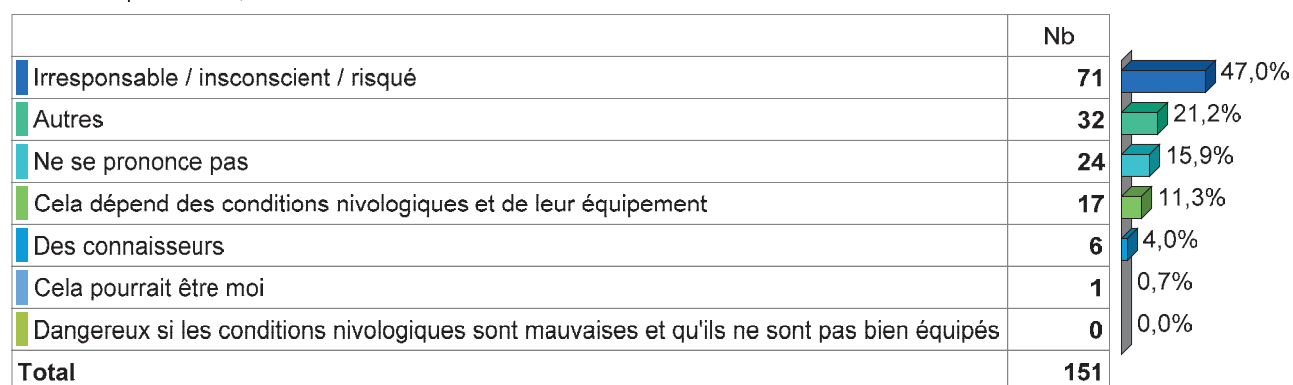 Nb
Irresponsable / insconscient / risqué 71 47,0%
Autres 32 21,2%
Ne se prononce pas 24 15,9%
Cela dépend des conditions nivologiques et de leur équipement 17 11,3%
Des connaisseurs 6 4,0%
Cela pourrait être moi 1 0,7%
Dangereux si les conditions nivologiques sont mauvaises et qu'ils ne sont pas bien équipés 0 0,0%
Total 151